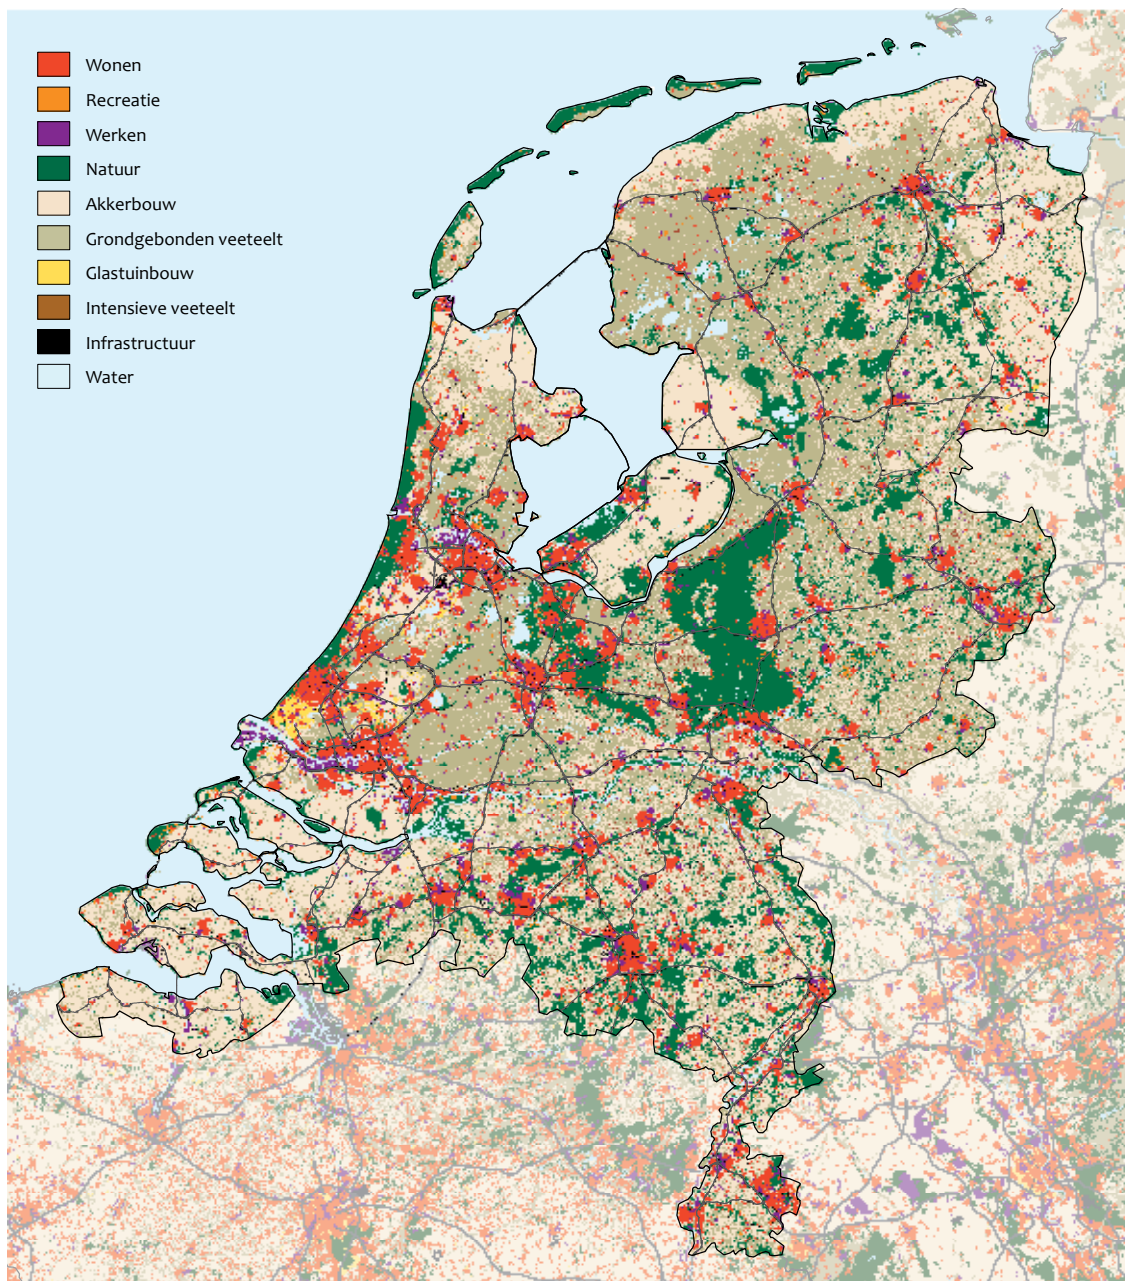 Wonen
Recreatie
Werken
Natuur
Akkerbouw
Grondgebonden veeteelt
Glastuinbouw
Intensieve veeteelt
Infrastructuur
Water